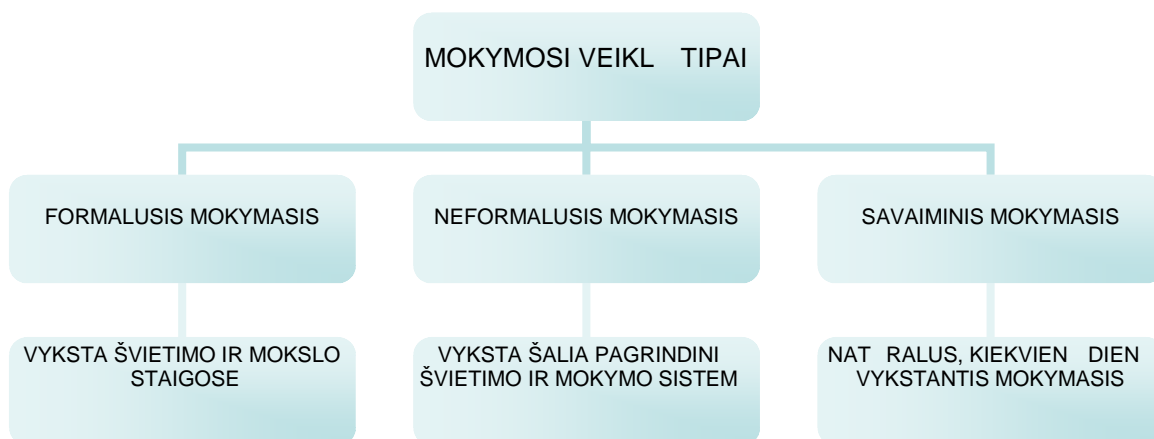 MOKYMOSI VEIKL TIPAI
FORMALUSIS MOKYMASIS
NEFORMALUSIS MOKYMASIS
SAVAIMINIS MOKYMASIS
VYKSTA ŠVIETIMO IR MOKSLO
STAIGOSE
VYKSTA ŠALIA PAGRINDINI
ŠVIETIMO IR MOKYMO SISTEM
NAT RALUS, KIEKVIEN DIEN
VYKSTANTIS MOKYMASIS